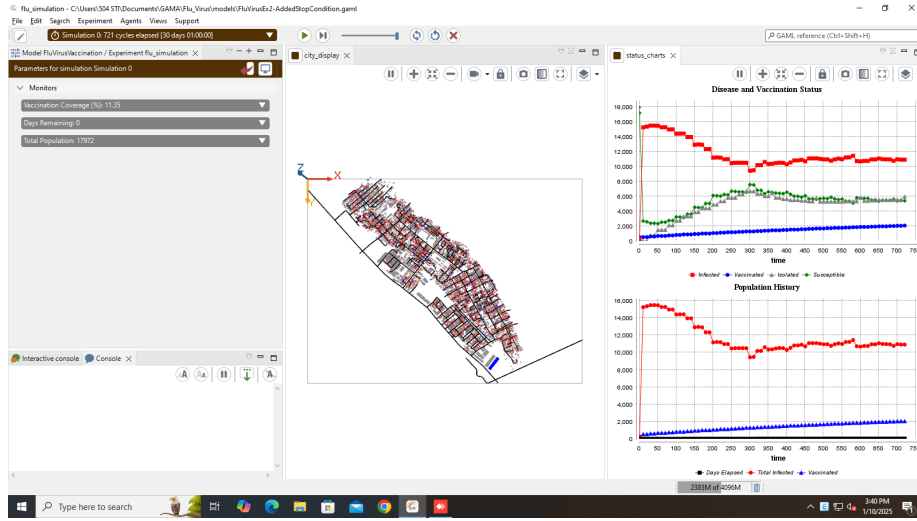 flu_simulation - C:\Users\504 STI\Documents\GAMA\Flu_Virus\models\FluVirusEx2-AddedStopCondition.gaml
File Edit Search Experiment Agents Views Support
Simulation 0: 721 cycles elapsed [30 days 01:00:00]
GAML reference (Ctrl+Shift+H)
Model FluVirusVaccination / Experiment flu_simulation
Parameters for simulation Simulation 0
Monitors
Vaccination Coverage (%): 11.35
Days Remaining: 0
Total Population: 17972
Interactive console
Console
city_display
Z
X
Y
status_charts
Disease and Vaccination Status
18,000
16,000
14,000
12,000
10,000
8,000
6,000
4,000
2,000
0
0 50 100 150 200 250 300 350 400 450 500 550 600 650 700 75
time
Infected Vaccinated Isolated Susceptible
Population History
16,000
14,000
12,000
10,000
8,000
6,000
4,000
2,000
0
0 50 100 150 200 250 300 350 400 450 500 550 600 650 700 75
time
Days Elapsed Total Infected Vaccinated
2383M of 4096M
Type here to search
3:40 PM
1/10/2025